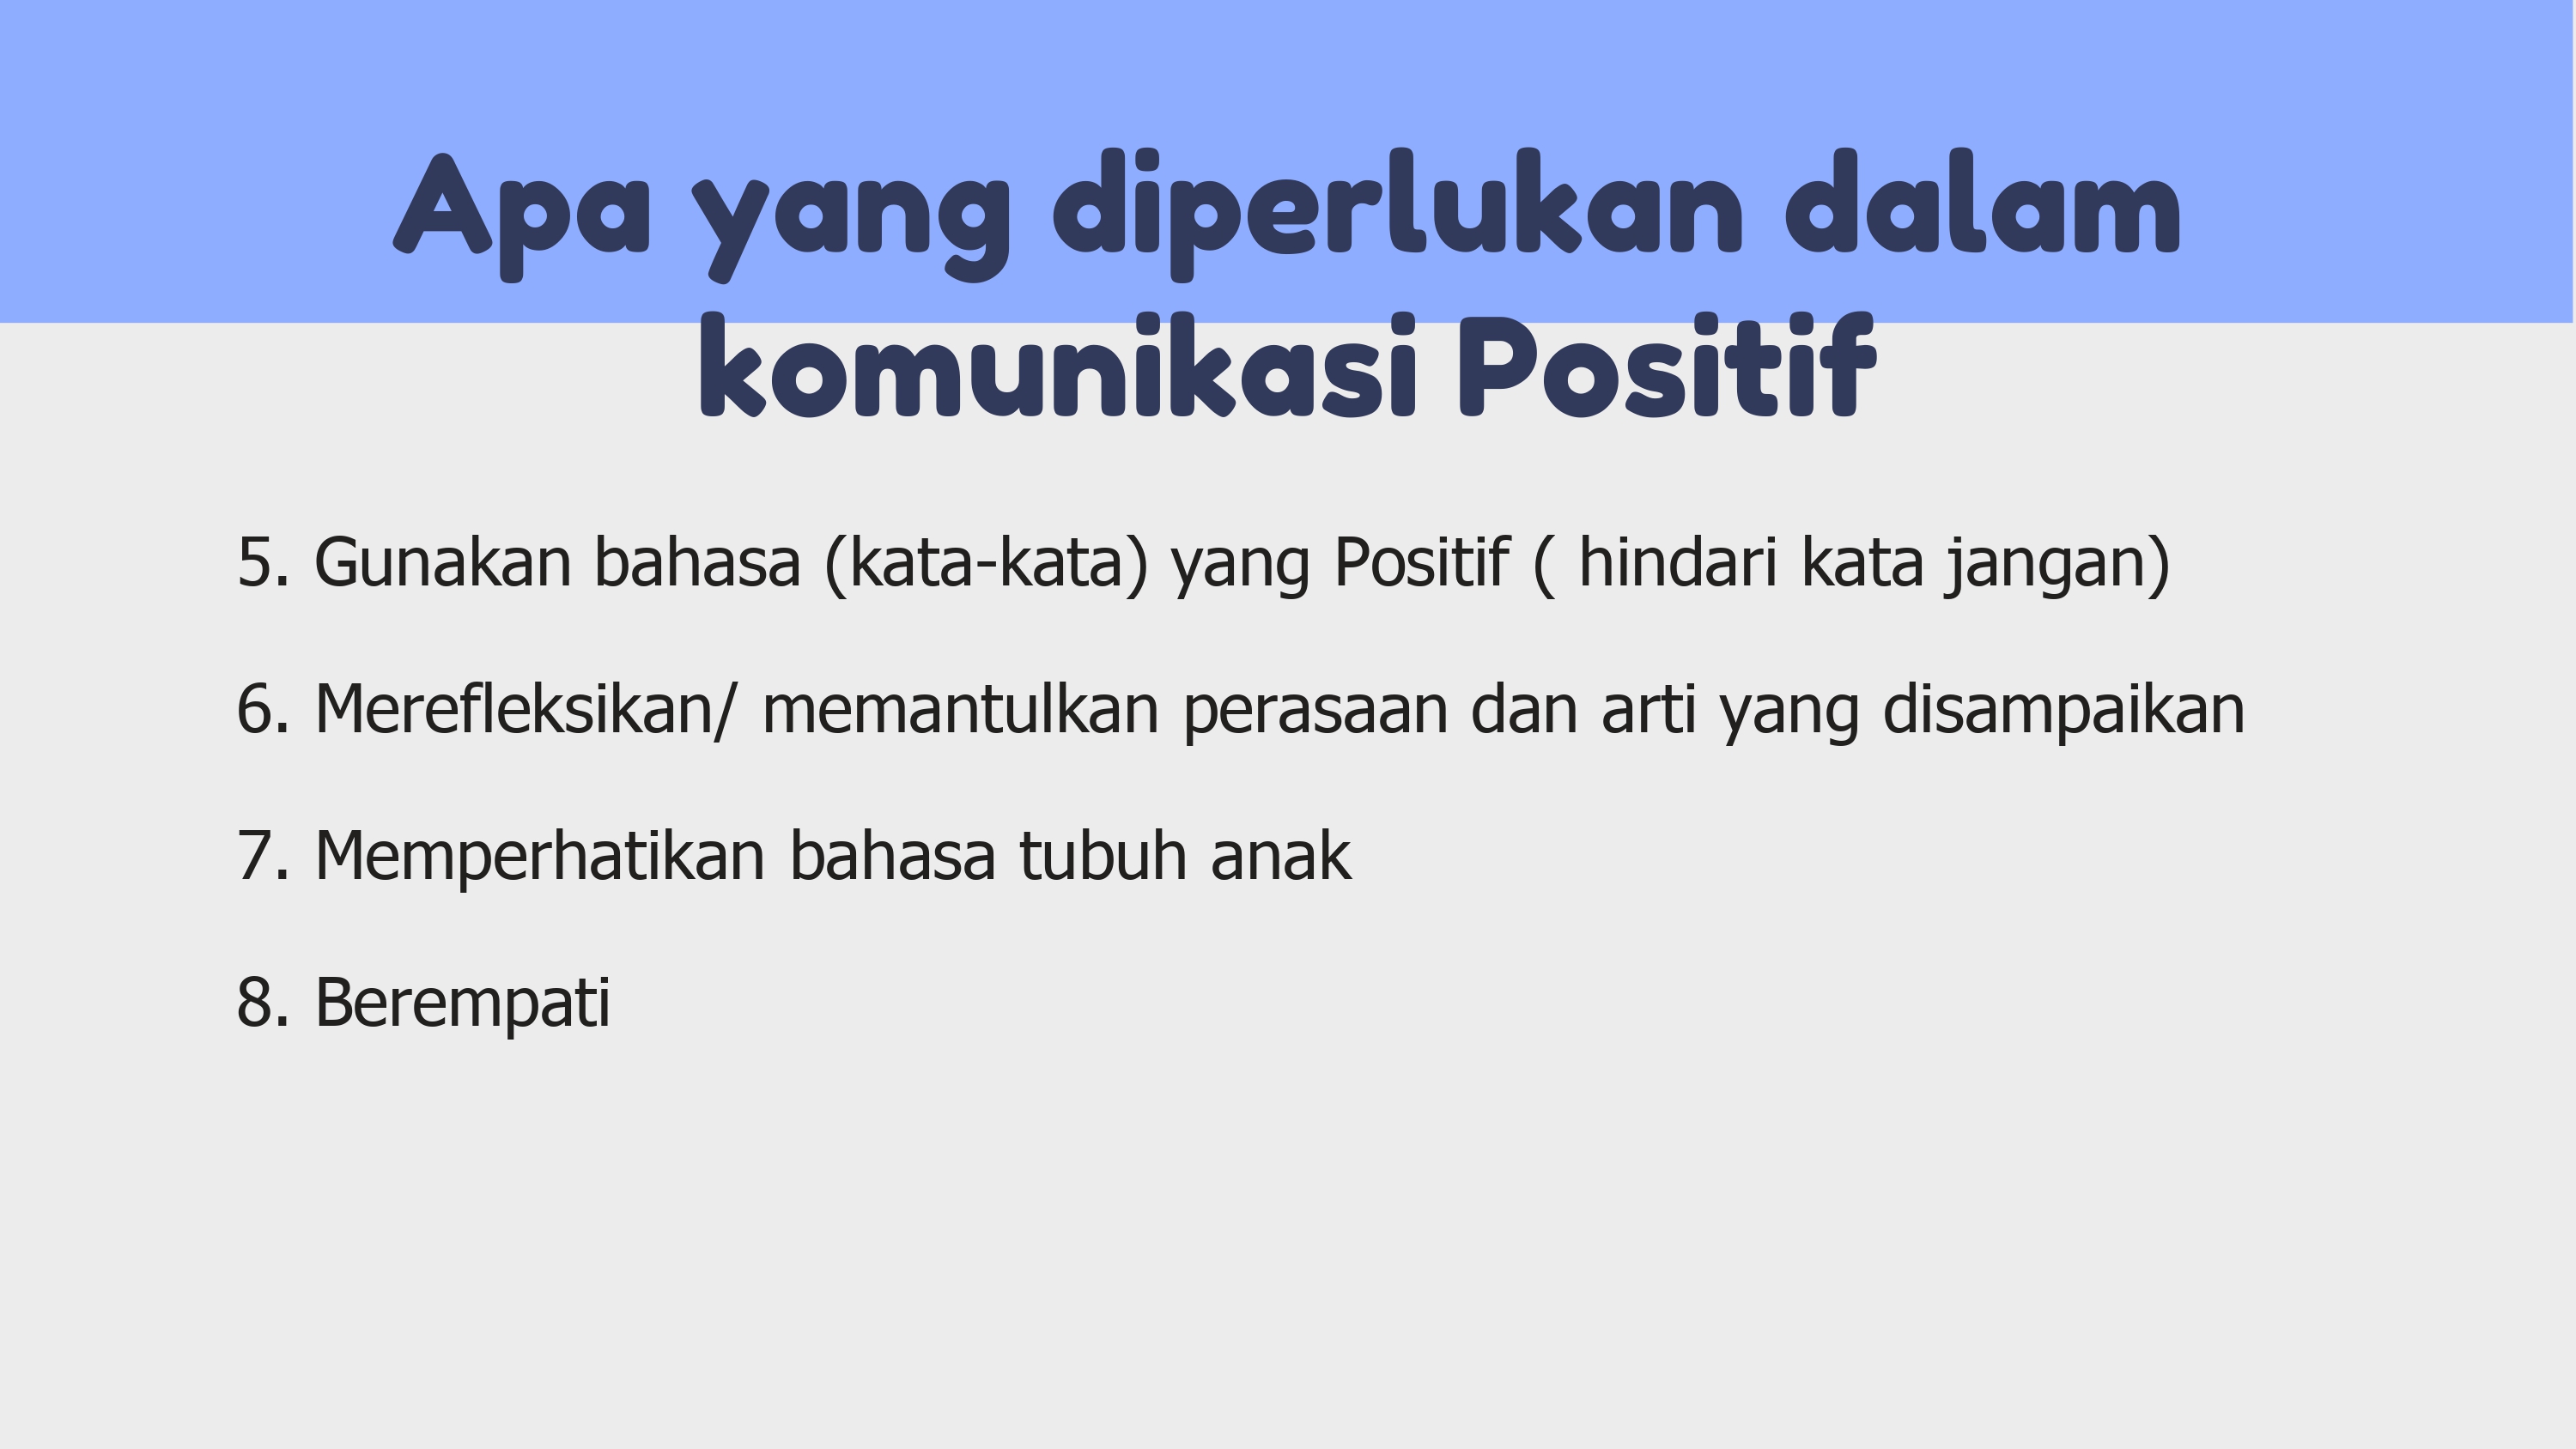 Apa yang diperlukan dalam
komunikasi Positif
5. Gunakan bahasa (kata-kata) yang Positif ( hindari kata jangan)
6. Merefleksikan/ memantulkan perasaan dan arti yang disampaikan
7. Memperhatikan bahasa tubuh anak
8. Berempati